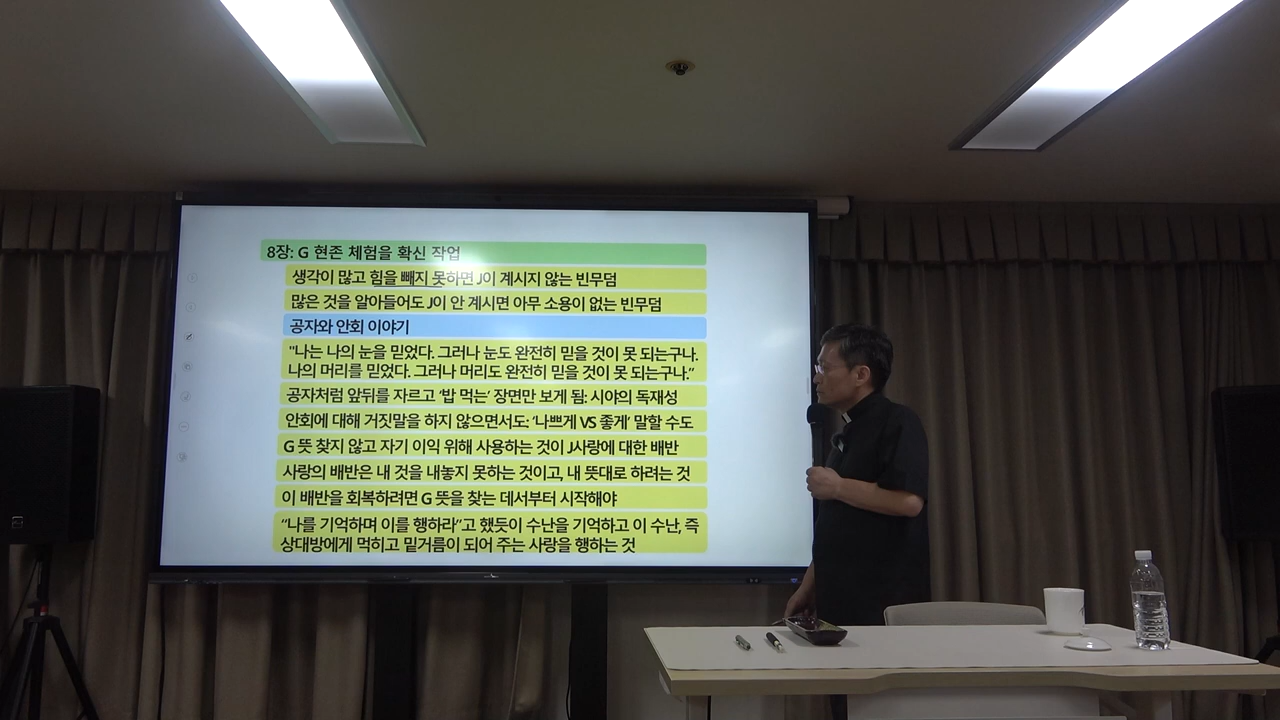 8장: G 현존 체험을 확신 작업
생각이 많고 힘을 빼지 못하면 J이 계시지 않는 빈무덤
많은 것을 알아들어도 J이 안 계시면 아무 소용이 없는 빈무덤
공자와 안회 이야기
"나는 나의 눈을 믿었다. 그러나 눈도 완전히 믿을 것이 못 되는구나.
나의 머리를 믿었다. 그러나 머리도 완전히 믿을 것이 못 되는구나.”
공자처럼 앞뒤를 자르고 ‘밥 먹는’ 장면만 보게 됨: 시야의 독재성
안회에 대해 거짓말을 하지 않으면서도: ‘나쁘게 VS 좋게’ 말할 수도
G 뜻 찾지 않고 자기 이익 위해 사용하는 것이 J사랑에 대한 배반
사랑의 배반은 내 것을 내놓지 못하는 것이고, 내 뜻대로 하려는 것
이 배반을 회복하려면 G 뜻을 찾는 데서부터 시작해야
“나를 기억하며 이를 행하라”고 했듯이 수난을 기억하고 이 수난, 즉
상대방에게 먹히고 밑거름이 되어 주는 사랑을 행하는 것